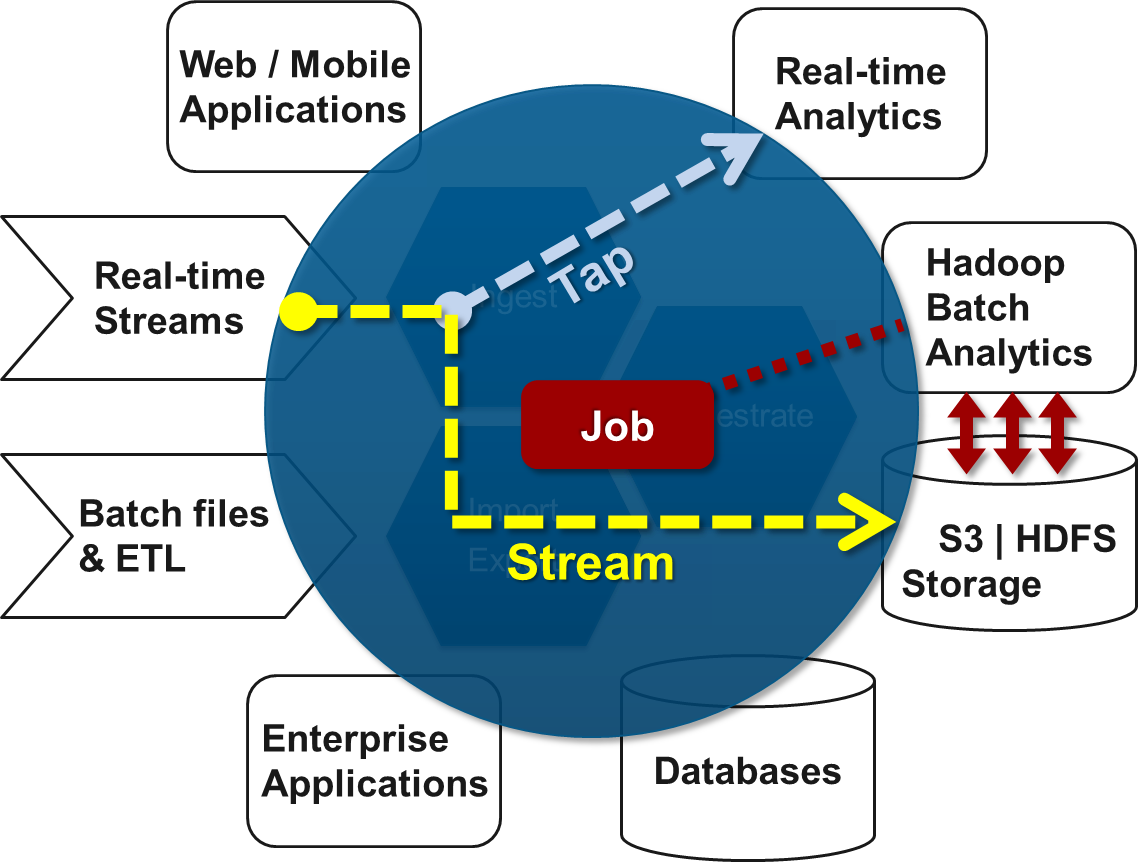 Web / Mobile
Applications
Real-time
Analytics
Real-time
Streams
Ingest
Tap
Hadoop
Batch
Analytics
Job
estrate
Batch files
& ETL
Import
Exp
Stream
S3 | HDFS
Storage
Enterprise
Applications
Databases